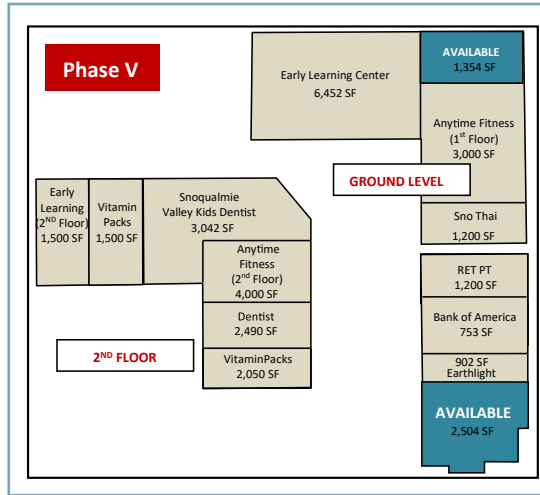 Phase V
Early Learning Center
6,452 SF
AVAILABLE
1,354 SF
Anytime Fitness
(1st Floor)
3,000 SF
GROUND LEVEL
Sno Thai
1,200 SF
Early
Learning
(2ND Floor)
1,500 SF
Vitamin
Packs
1,500 SF
Snoqualmie
Valley Kids Dentist
3,042 SF
Anytime
Fitness
(2nd Floor)
4,000 SF
Dentist
2,490 SF
VitaminPacks
2,050 SF
2ND FLOOR
RET PT
1,200 SF
Bank of America
753 SF
902 SF
Earthlight
AVAILABLE
2,504 SF